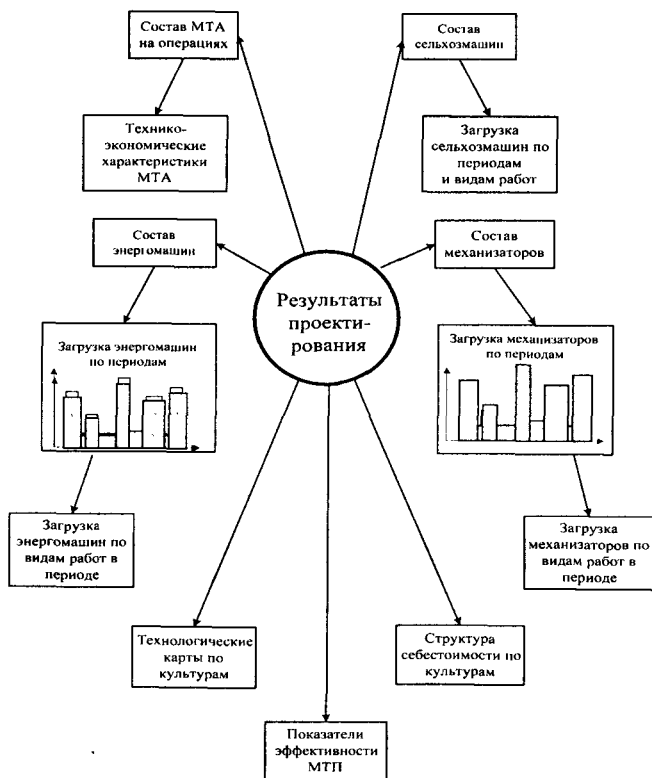 Состав МТА
на операциях
Состав
сельхозмашин
Технико-
экономические
характеристики
МТА
Загрузка
сельхозмашин по
периодам
и видам работ
Состав
энергомашин
Состав
механизаторов
Результаты
проекти-
рования
Загрузка энергомашин
по периодам
Загрузка механизаторов
по периодам
Загрузка
энергомашин по
видам работ в
периоде
Загрузка
механизаторов по
видам работ в
периоде
Технологические
карты по
культурам
Структура
себестоимости по
культурам
Показатели
эффективности
МТП